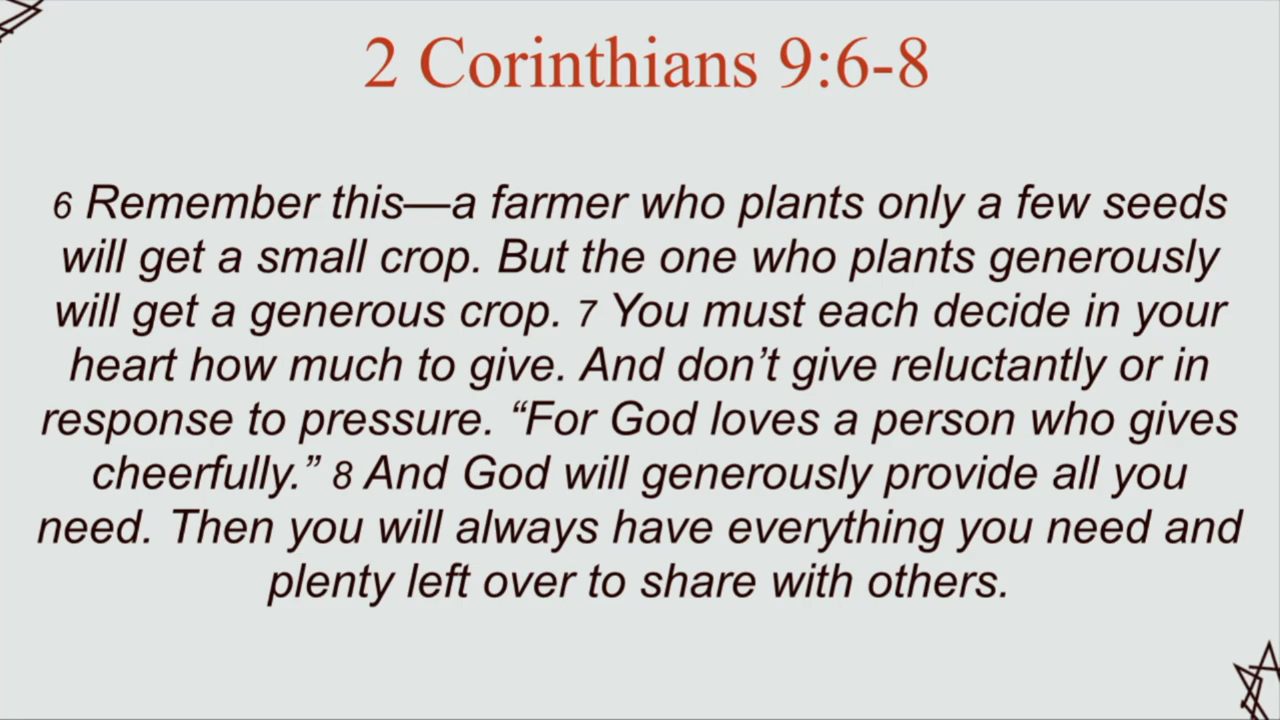 2 Corinthians 9:6-8
6 Remember this—a farmer who plants only a few seeds
will get a small crop. But the one who plants generously
will get a generous crop. 7 You must each decide in your
heart how much to give. And don’t give reluctantly or in
response to pressure. “For God loves a person who gives
cheerfully.” 8 And God will generously provide all you
need. Then you will always have everything you need and
plenty left over to share with others.